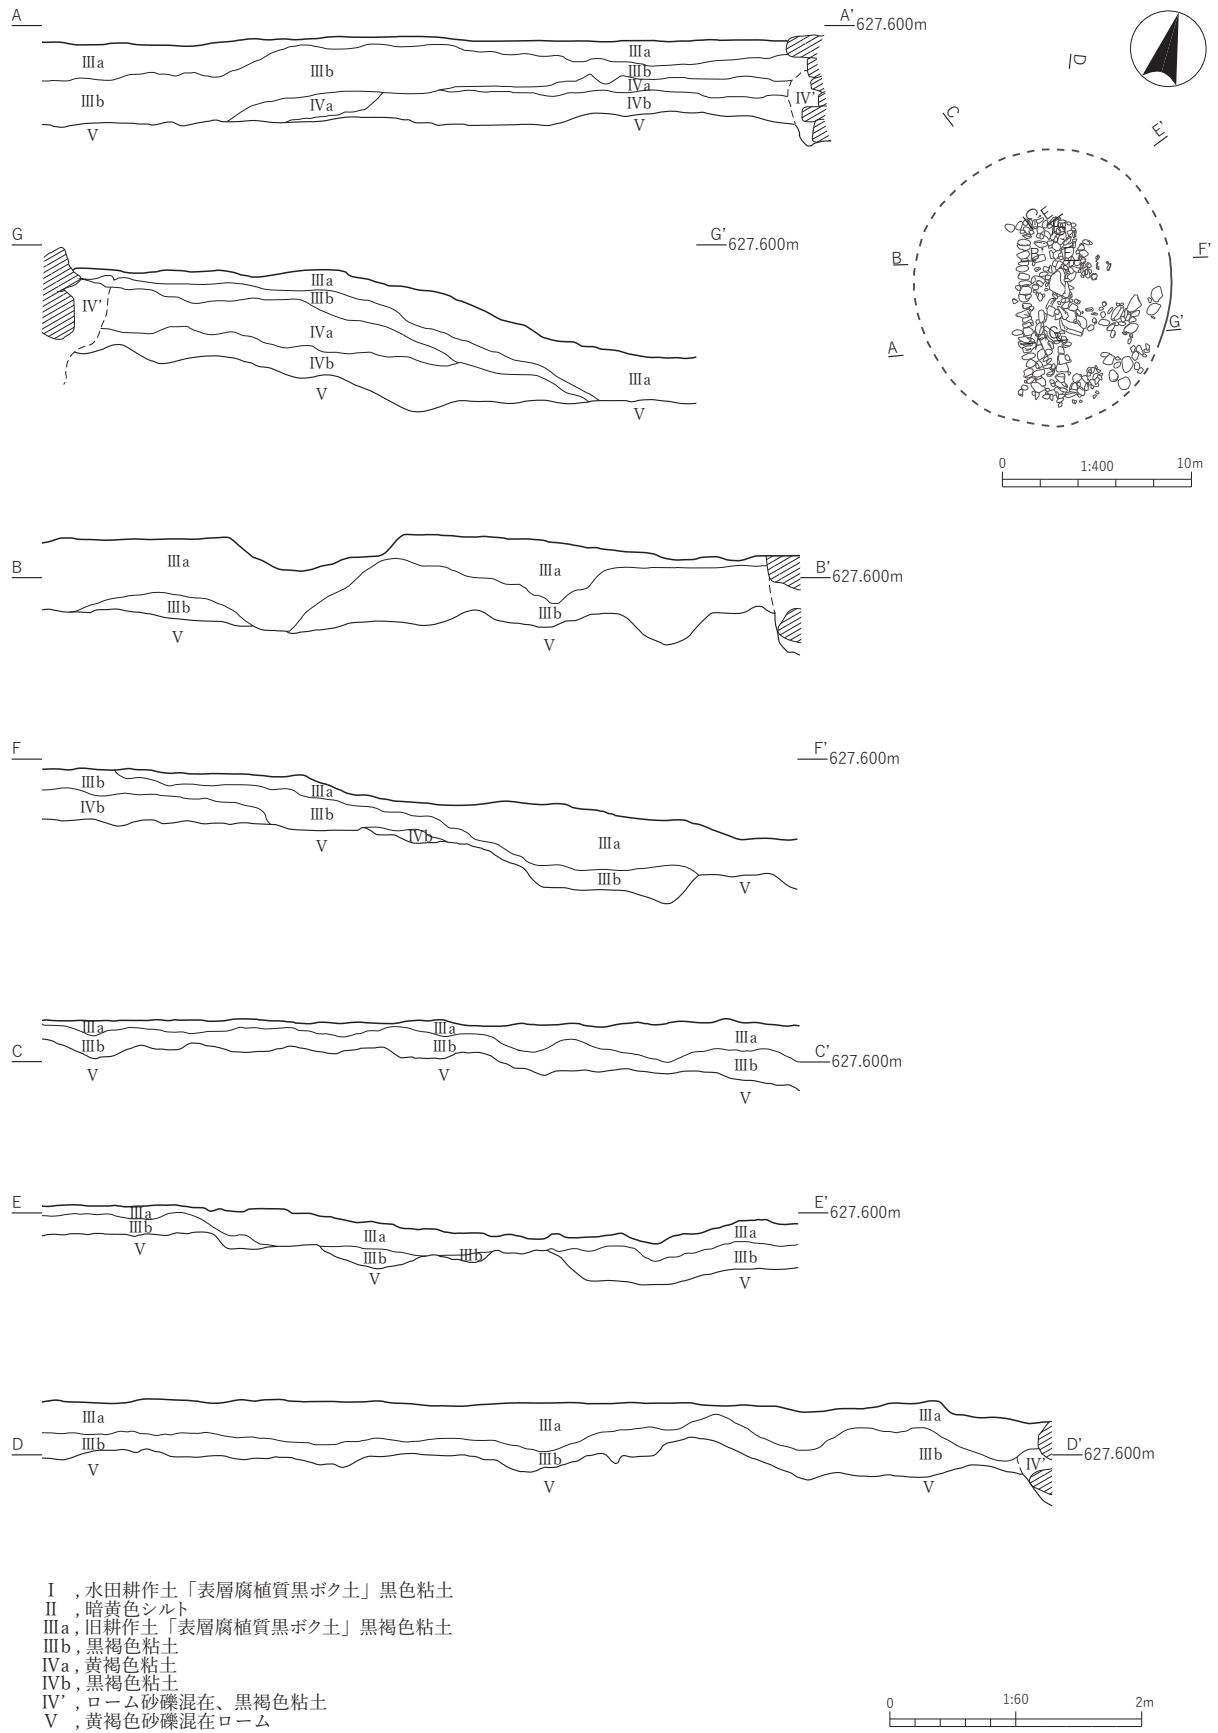 A
A' 627.600m
Ⅲa
Ⅲa
Ⅲb
Ⅲb
Ⅳa
Ⅲb
Ⅳa
Ⅳb
Ⅳ'
Ⅴ
Ⅴ
D
C'
E'
B
F'
A
G'
C
E
B'
F
A'
G
0 1:400 10m
G
G' 627.600m
Ⅲa
Ⅳ'
Ⅲb
Ⅳa
Ⅳb
Ⅲa
Ⅴ
Ⅴ
B
B' 627.600m
Ⅲa
Ⅲa
Ⅲb
Ⅲb
Ⅴ
Ⅴ
F
F' 627.600m
Ⅲb
Ⅲa
Ⅳb
Ⅲb
Ⅳb
Ⅴ
Ⅲa
Ⅲb
Ⅴ
C
C' 627.600m
Ⅲa
Ⅲa
Ⅲa
Ⅲb
Ⅲb
Ⅲb
Ⅴ
Ⅴ
Ⅴ
E
E' 627.600m
Ⅲa
Ⅲb
Ⅴ
Ⅲa
Ⅲb
Ⅲb
Ⅴ
Ⅲa
Ⅲb
Ⅴ
D
D' 627.600m
Ⅲa
Ⅲa
Ⅲa
Ⅲb
Ⅲb
Ⅲb
Ⅳ'
Ⅴ
Ⅴ
Ⅴ
Ⅰ , 水田耕作土「表層腐植質黒ボク土」黒色粘土
Ⅱ , 暗黄色シルト
Ⅲa , 旧耕作土「表層腐植質黒ボク土」黒褐色粘土
Ⅲb , 黒褐色粘土
Ⅳa , 黄褐色粘土
Ⅳb , 黒褐色粘土
Ⅳ' , ローム砂礫混在、黒褐色粘土
Ⅴ , 黄褐色砂礫混在ローム
0 1:60 2m